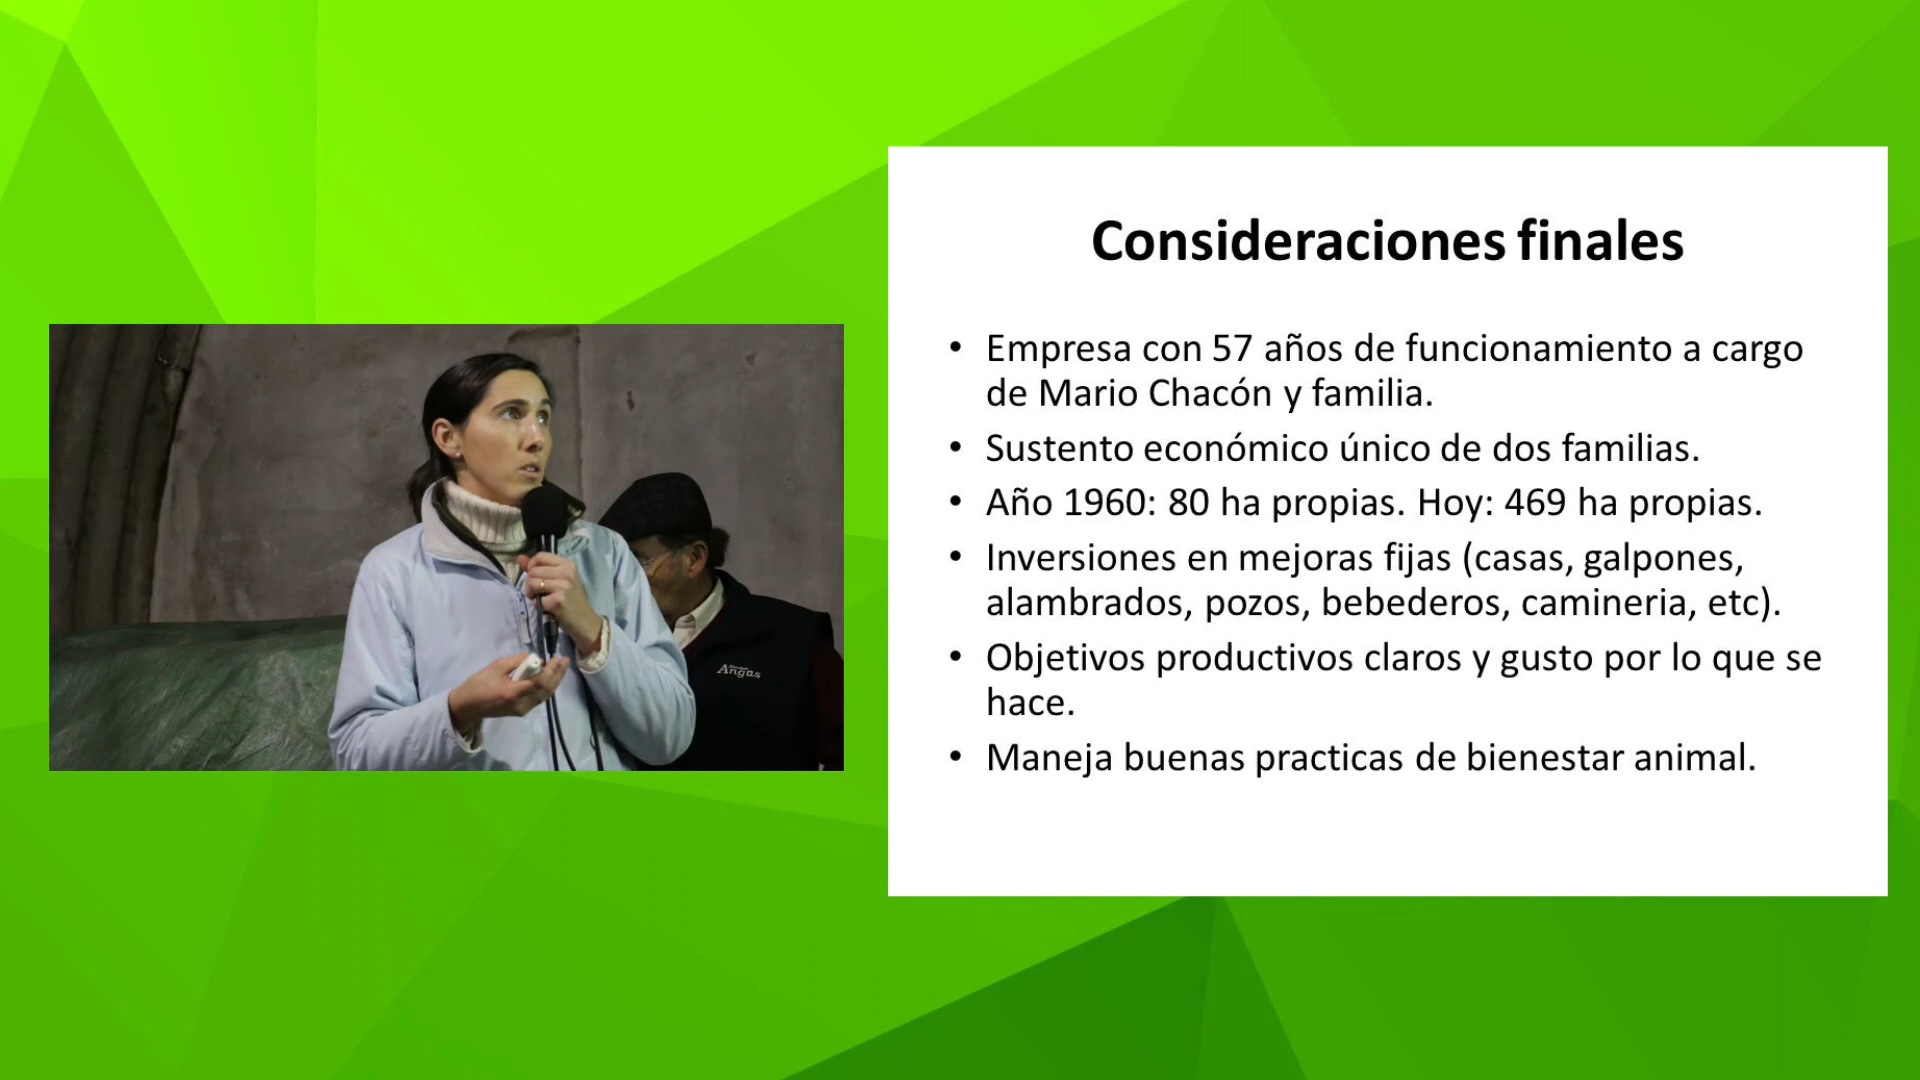 Consideraciones finales
• Empresa con 57 años de funcionamiento a cargo
de Mario Chacón y familia.
• Sustento económico único de dos familias.
• Año 1960: 80 ha propias. Hoy: 469 ha propias.
• Inversiones en mejoras fijas (casas, galpones,
alambrados, pozos, bebederos, camineria, etc).
• Objetivos productivos claros y gusto por lo que se
hace.
• Maneja buenas practicas de bienestar animal.
Angus